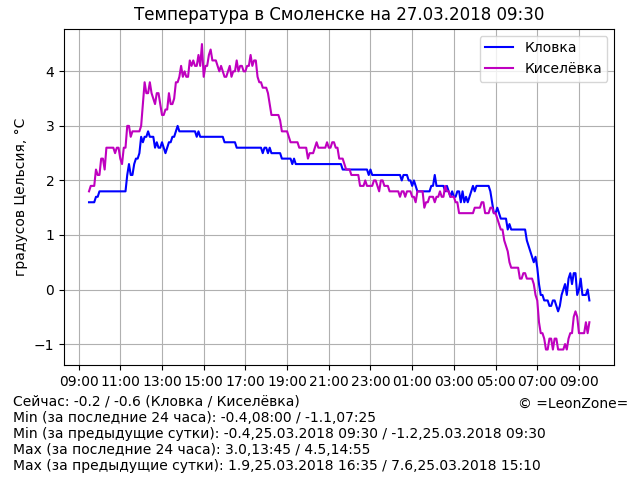 Температура в Смоленске на 27.03.2018 09:30
Кловка
Киселёвка
градусов Цельсия, °C
4
3
2
1
0
−1
09:00 11:00 13:00 15:00 17:00 19:00 21:00 23:00 01:00 03:00 05:00 07:00 09:00
Сейчас: -0.2 / -0.6 (Кловка / Киселёвка)
© =LeonZone=
Min (за последние 24 часа): -0.4,08:00 / -1.1,07:25
Min (за предыдущие сутки): -0.4,25.03.2018 09:30 / -1.2,25.03.2018 09:30
Max (за последние 24 часа): 3.0,13:45 / 4.5,14:55
Max (за предыдущие сутки): 1.9,25.03.2018 16:35 / 7.6,25.03.2018 15:10